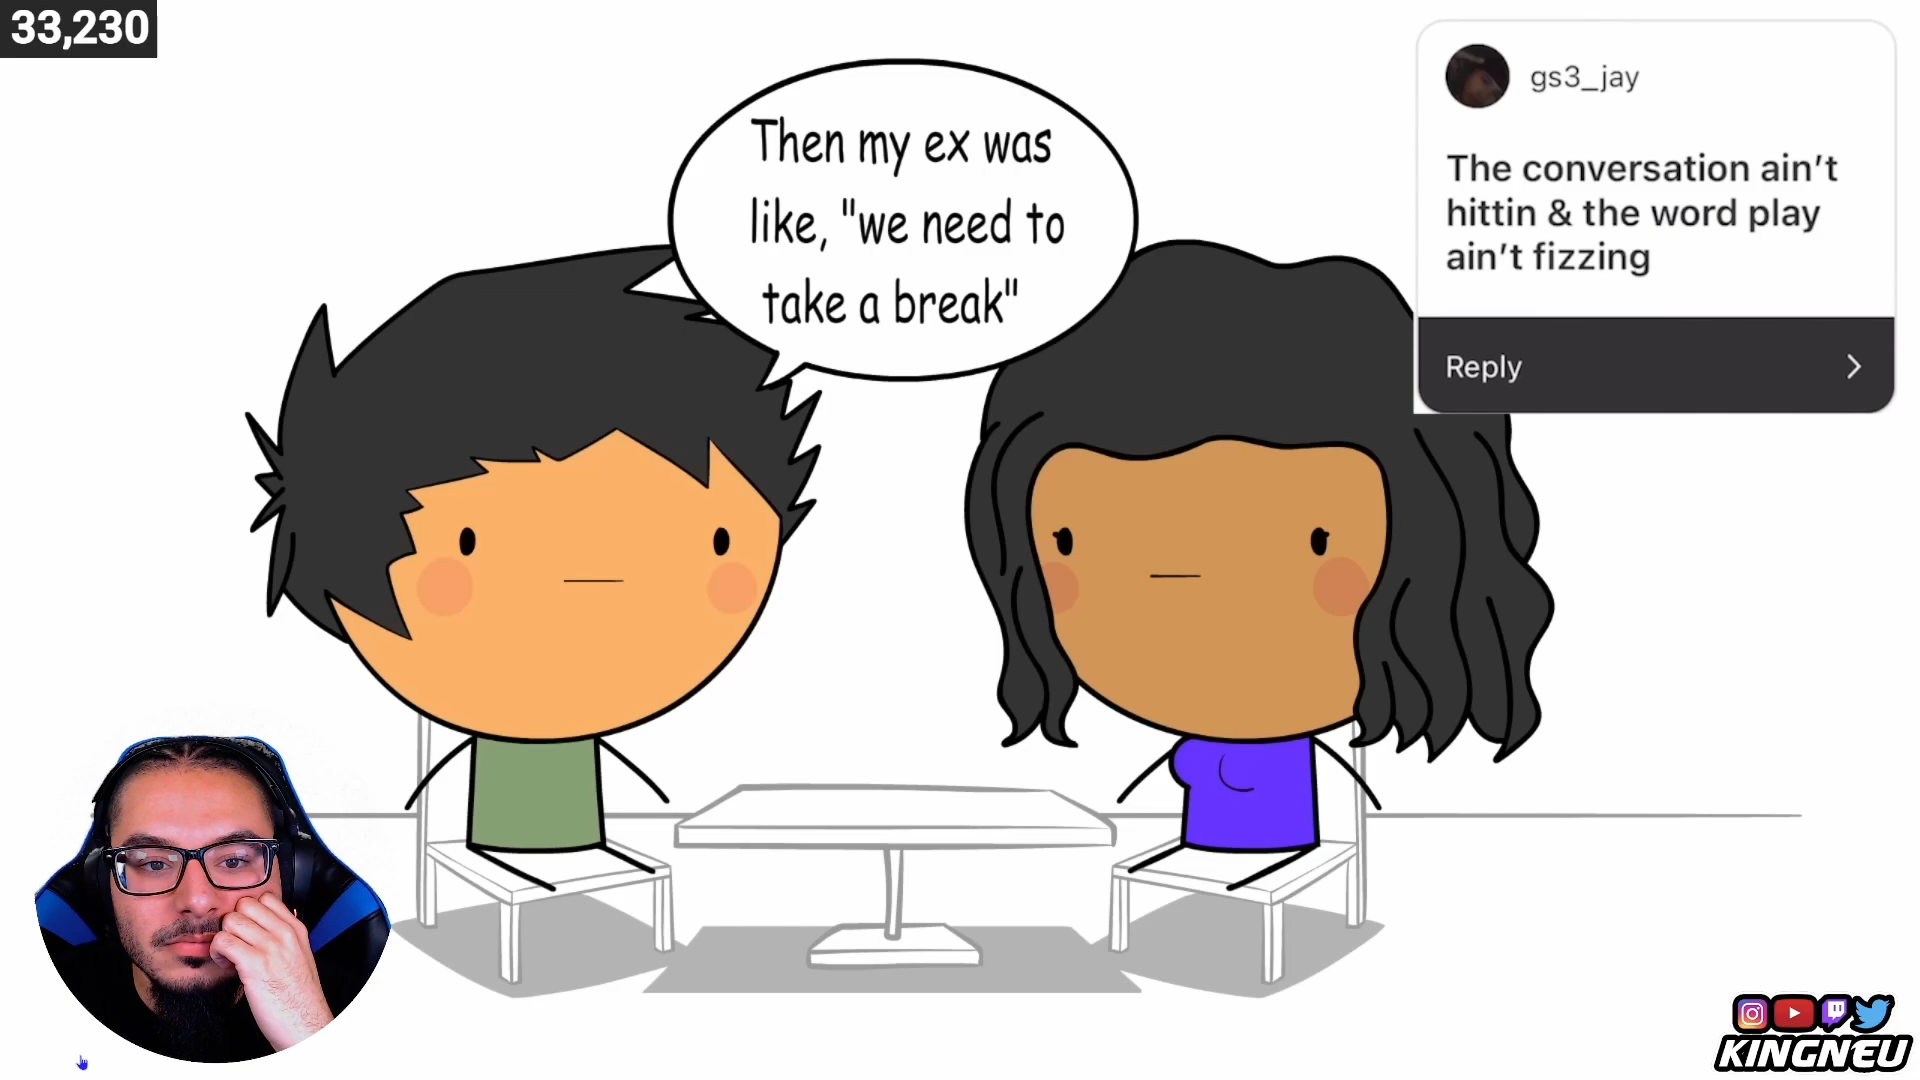 33,230
Then my ex was
like, "we need to
take a break"
gs3_jay
The conversation ain’t
hittin & the word play
ain’t fizzing
Reply
KINGNEU